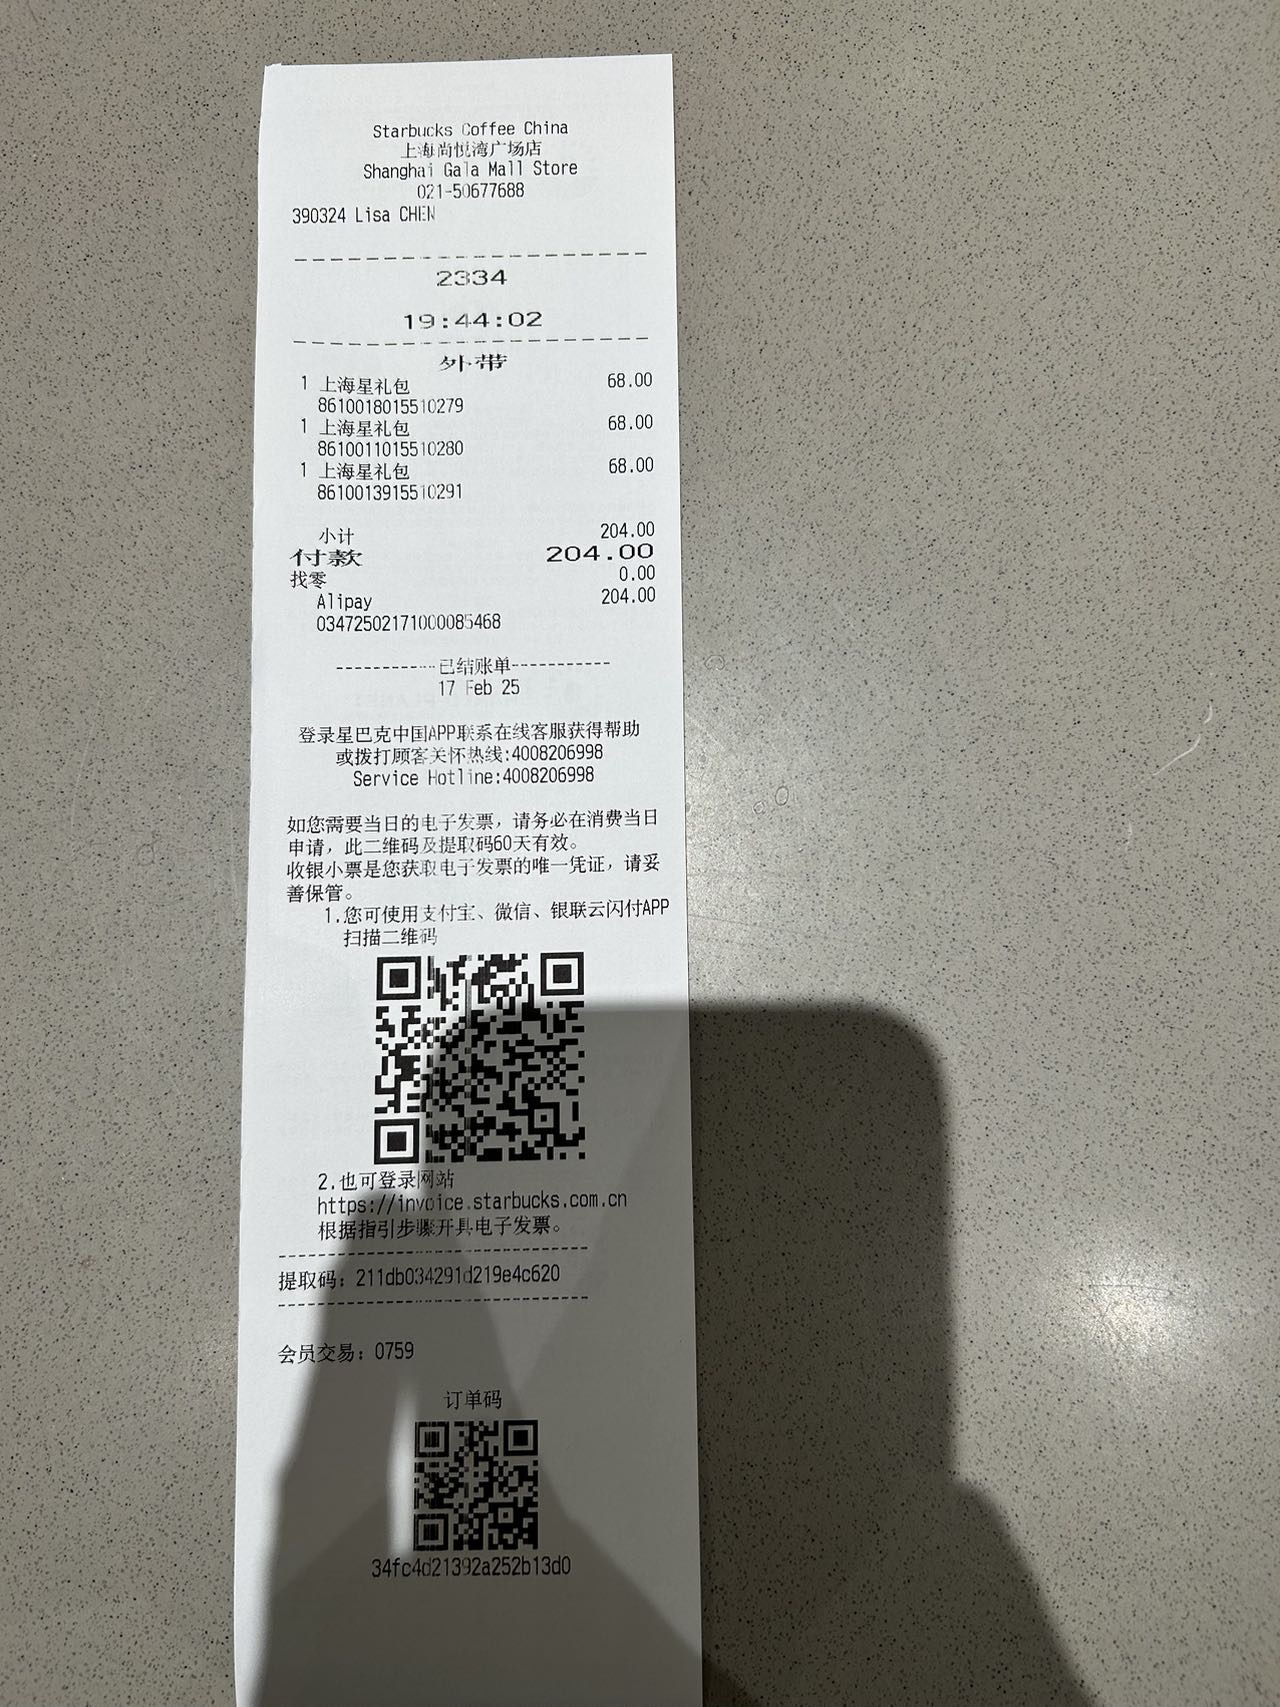 Starbucks Coffee China
上海尚悦湾广场店
Shanghai Gala Mall Store
021-50677688
390324 Lisa CHEN
2334
19:44:02
外带
1 上海星礼包 68.00
8610018015510279
1 上海星礼包 68.00
8610011015510280
1 上海星礼包 68.00
8610013915510291
小计 204.00
付款 204.00
找零 0.00
Alipay 204.00
03472502171000085468
-----------已结账单-----------
17 Feb 25
登录星巴克中国APP联系在线客服获得帮助
或拨打顾客关怀热线:4008206998
Service Hotline:4008206998
如您需要当日的电子发票，请务必在消费当日
申请，此二维码及提取码60天有效。
收银小票是您获取电子发票的唯一凭证，请妥
善保管。
1.您可使用支付宝、微信、银联云闪付APP
扫描二维码
2.也可登录网站
https://invoice.starbucks.com.cn
根据指引步骤开具电子发票。
提取码：211db034291d219e4c620
会员交易：0759
订单码
34fc4d21392a252b13d0